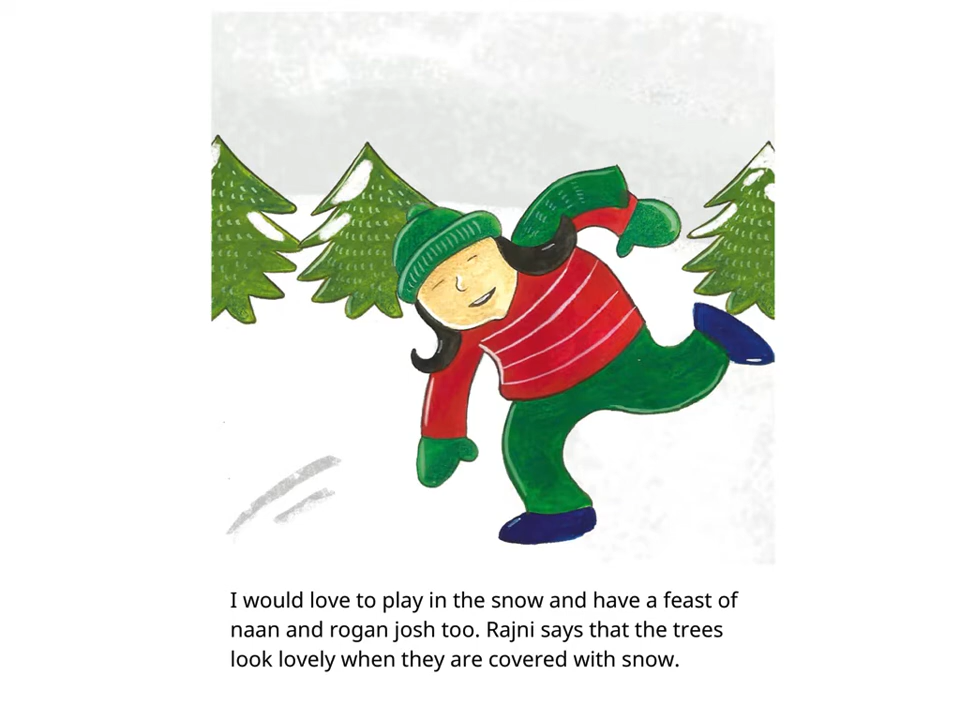 I would love to play in the snow and have a feast of
naan and rogan josh too. Rajni says that the trees
look lovely when they are covered with snow.